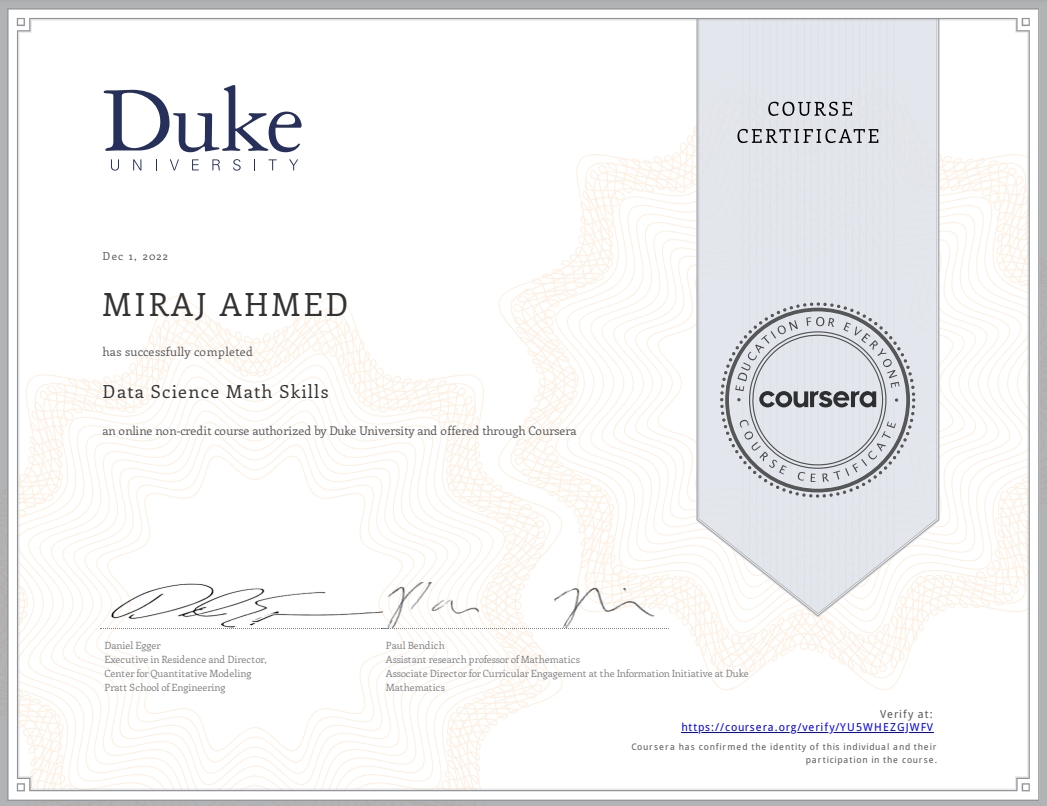 Duke
UNIVERSITY
COURSE
CERTIFICATE
Dec 1, 2022
MIRAJ AHMED
has successfully completed
Data Science Math Skills
an online non-credit course authorized by Duke University and offered through Coursera
EDUCATION FOR EVERYONE
coursera
COURSE CERTIFICATE
Daniel Egger
Executive in Residence and Director,
Center for Quantitative Modeling
Pratt School of Engineering
Paul Bendich
Assistant research professor of Mathematics
Associate Director for Curricular Engagement at the Information Initiative at Duke
Mathematics
Verify at:
https://coursera.org/verify/YU5WHEZGJWFV
Coursera has confirmed the identity of this individual and their
participation in the course.